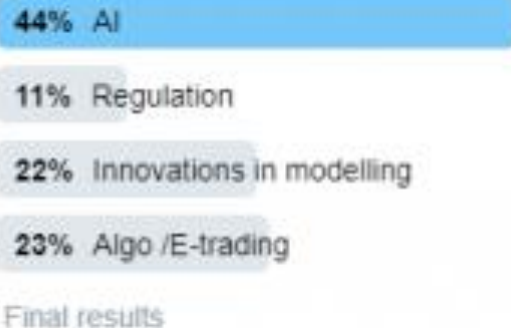 44% AI
11% Regulation
22% Innovations in modelling
23% Algo /E-trading
Final results